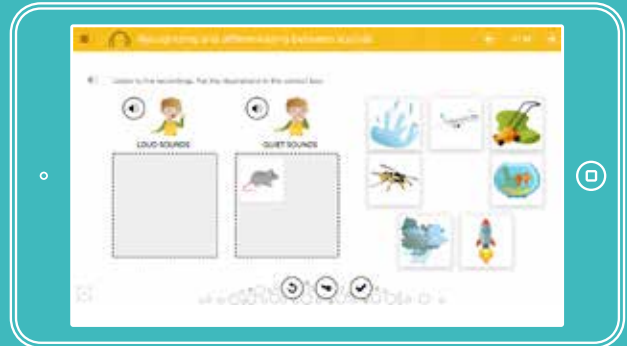 Recognising and differentiating between sounds
Listen to the recordings. Put the illustrations in the correct box.
LOUD SOUNDS QUIET SOUNDS